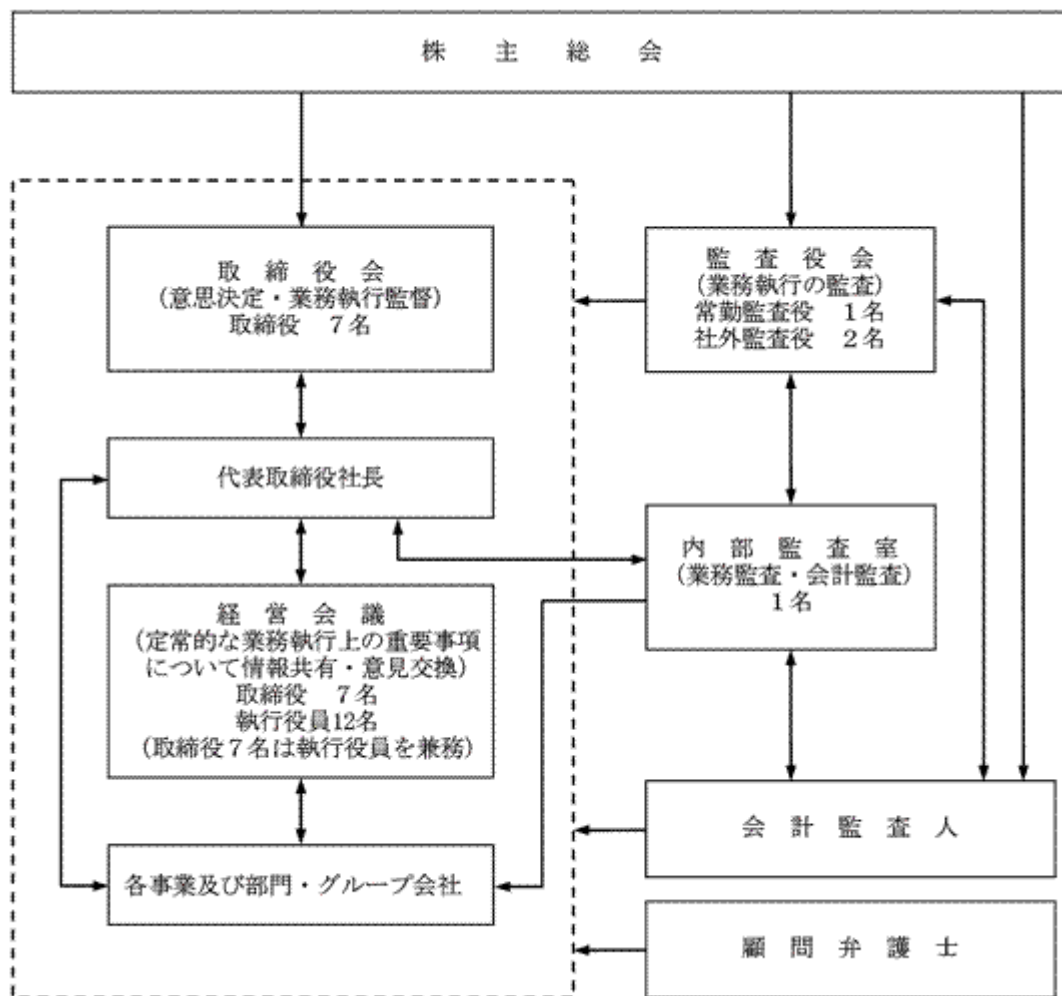 株主総会
取締役会
(意思決定・業務執行監督)
取締役 7名
監査役会
(業務執行の監査)
常勤監査役 1名
社外監査役 2名
代表取締役社長
内部監査室
(業務監査・会計監査)
1名
経営会議
(定常的な業務執行上の重要事項
について情報共有・意見交換)
取締役 7名
執行役員12名
(取締役7名は執行役員を兼務)
会計監査人
各事業及び部門・グループ会社
顧問弁護士